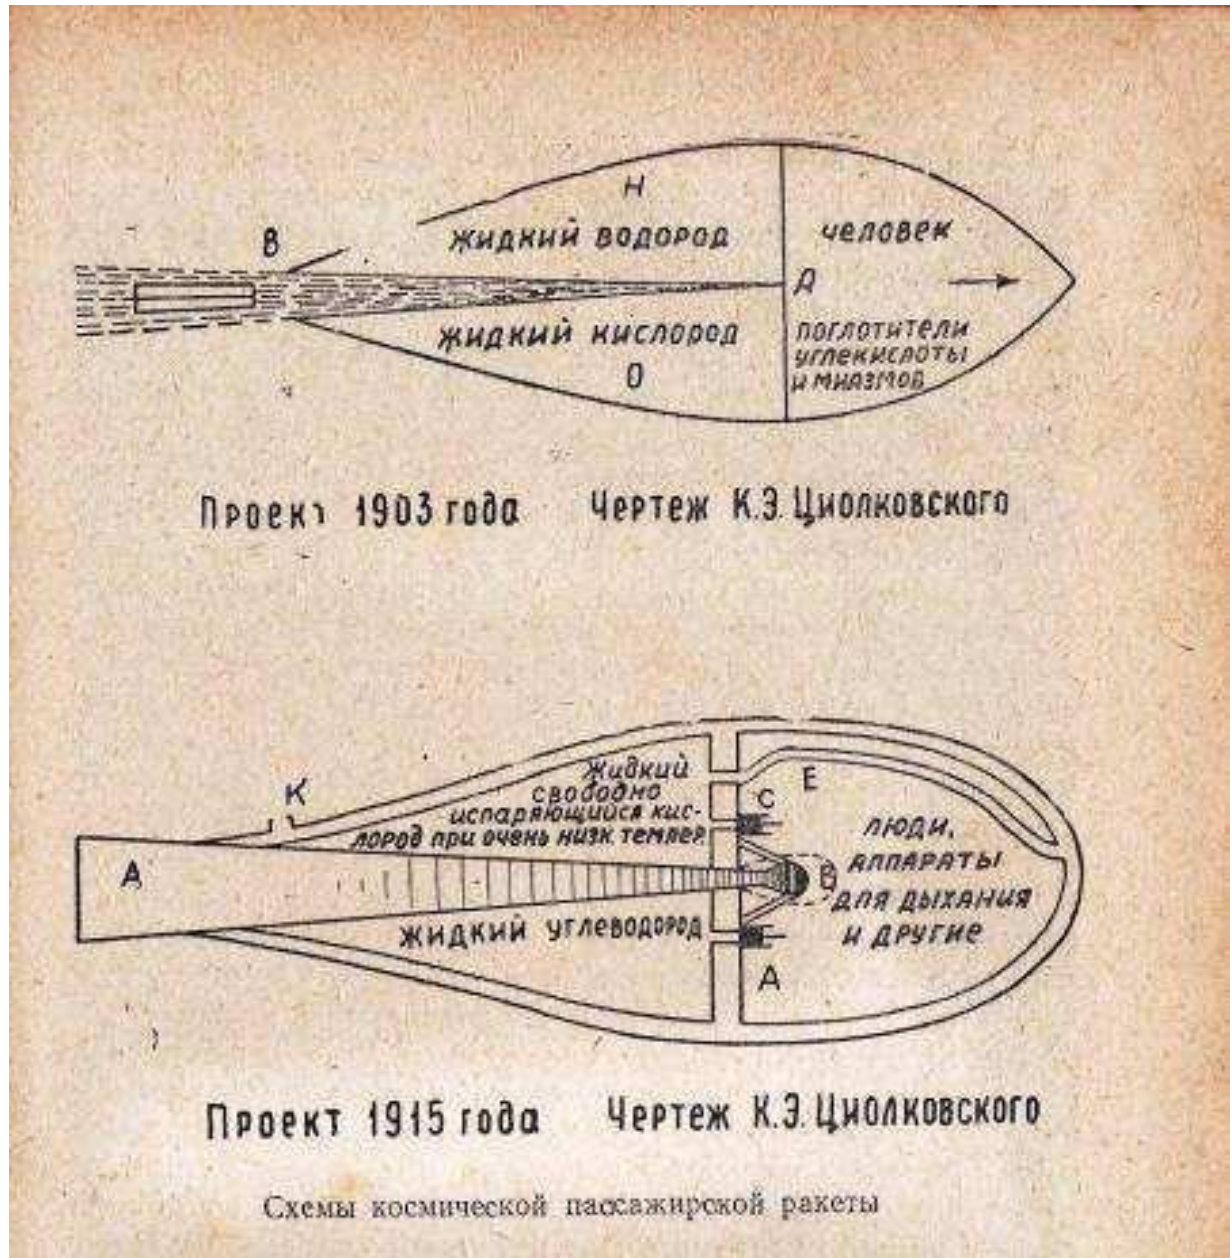 Н
В
жидкий водород
человек
А
жидкий кислород
О
поглотители
углекислоты
и миазмов
Проект 1903 года Чертеж К.Э. Циолковского
Жидкий
свободно
испаряющийся кис-
лород при очень низк. темпер.
К
Е
С
люди,
аппараты
для дыхания
и другие
А
В
жидкий углеводород
А
Проект 1915 года Чертеж К.Э. Циолковского
Схемы космической пассажирской ракеты